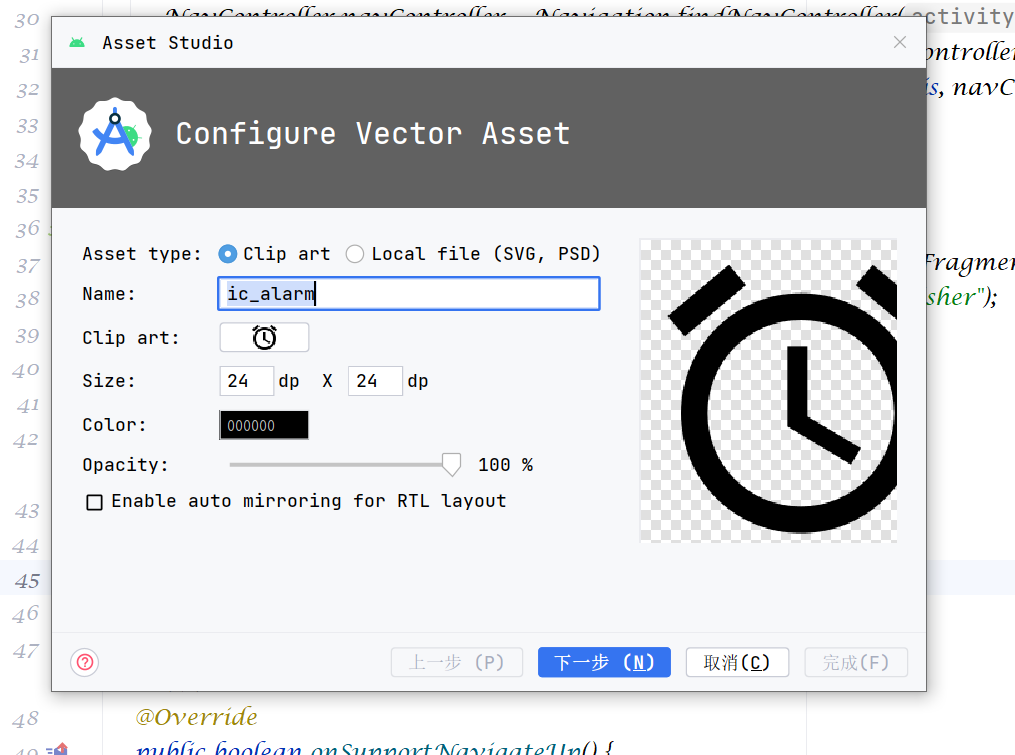 30 NavController navController = Navigation.findNavController( activity
Asset Studio
31 ontroller
32 is, navC
33
34
35
36
37 Fragmen
38 sher");
39
40
41
42
43
44
45
46
47
Configure Vector Asset
Asset type: Clip art Local file (SVG, PSD)
Name: ic_alarm
Clip art:
Size: 24 dp X 24 dp
Color: 000000
Opacity: 100 %
Enable auto mirroring for RTL layout
上一步 (P) 下一步 (N) 取消(C) 完成(F)
48 @Override
49 public boolean onSupportNavigateUp() {